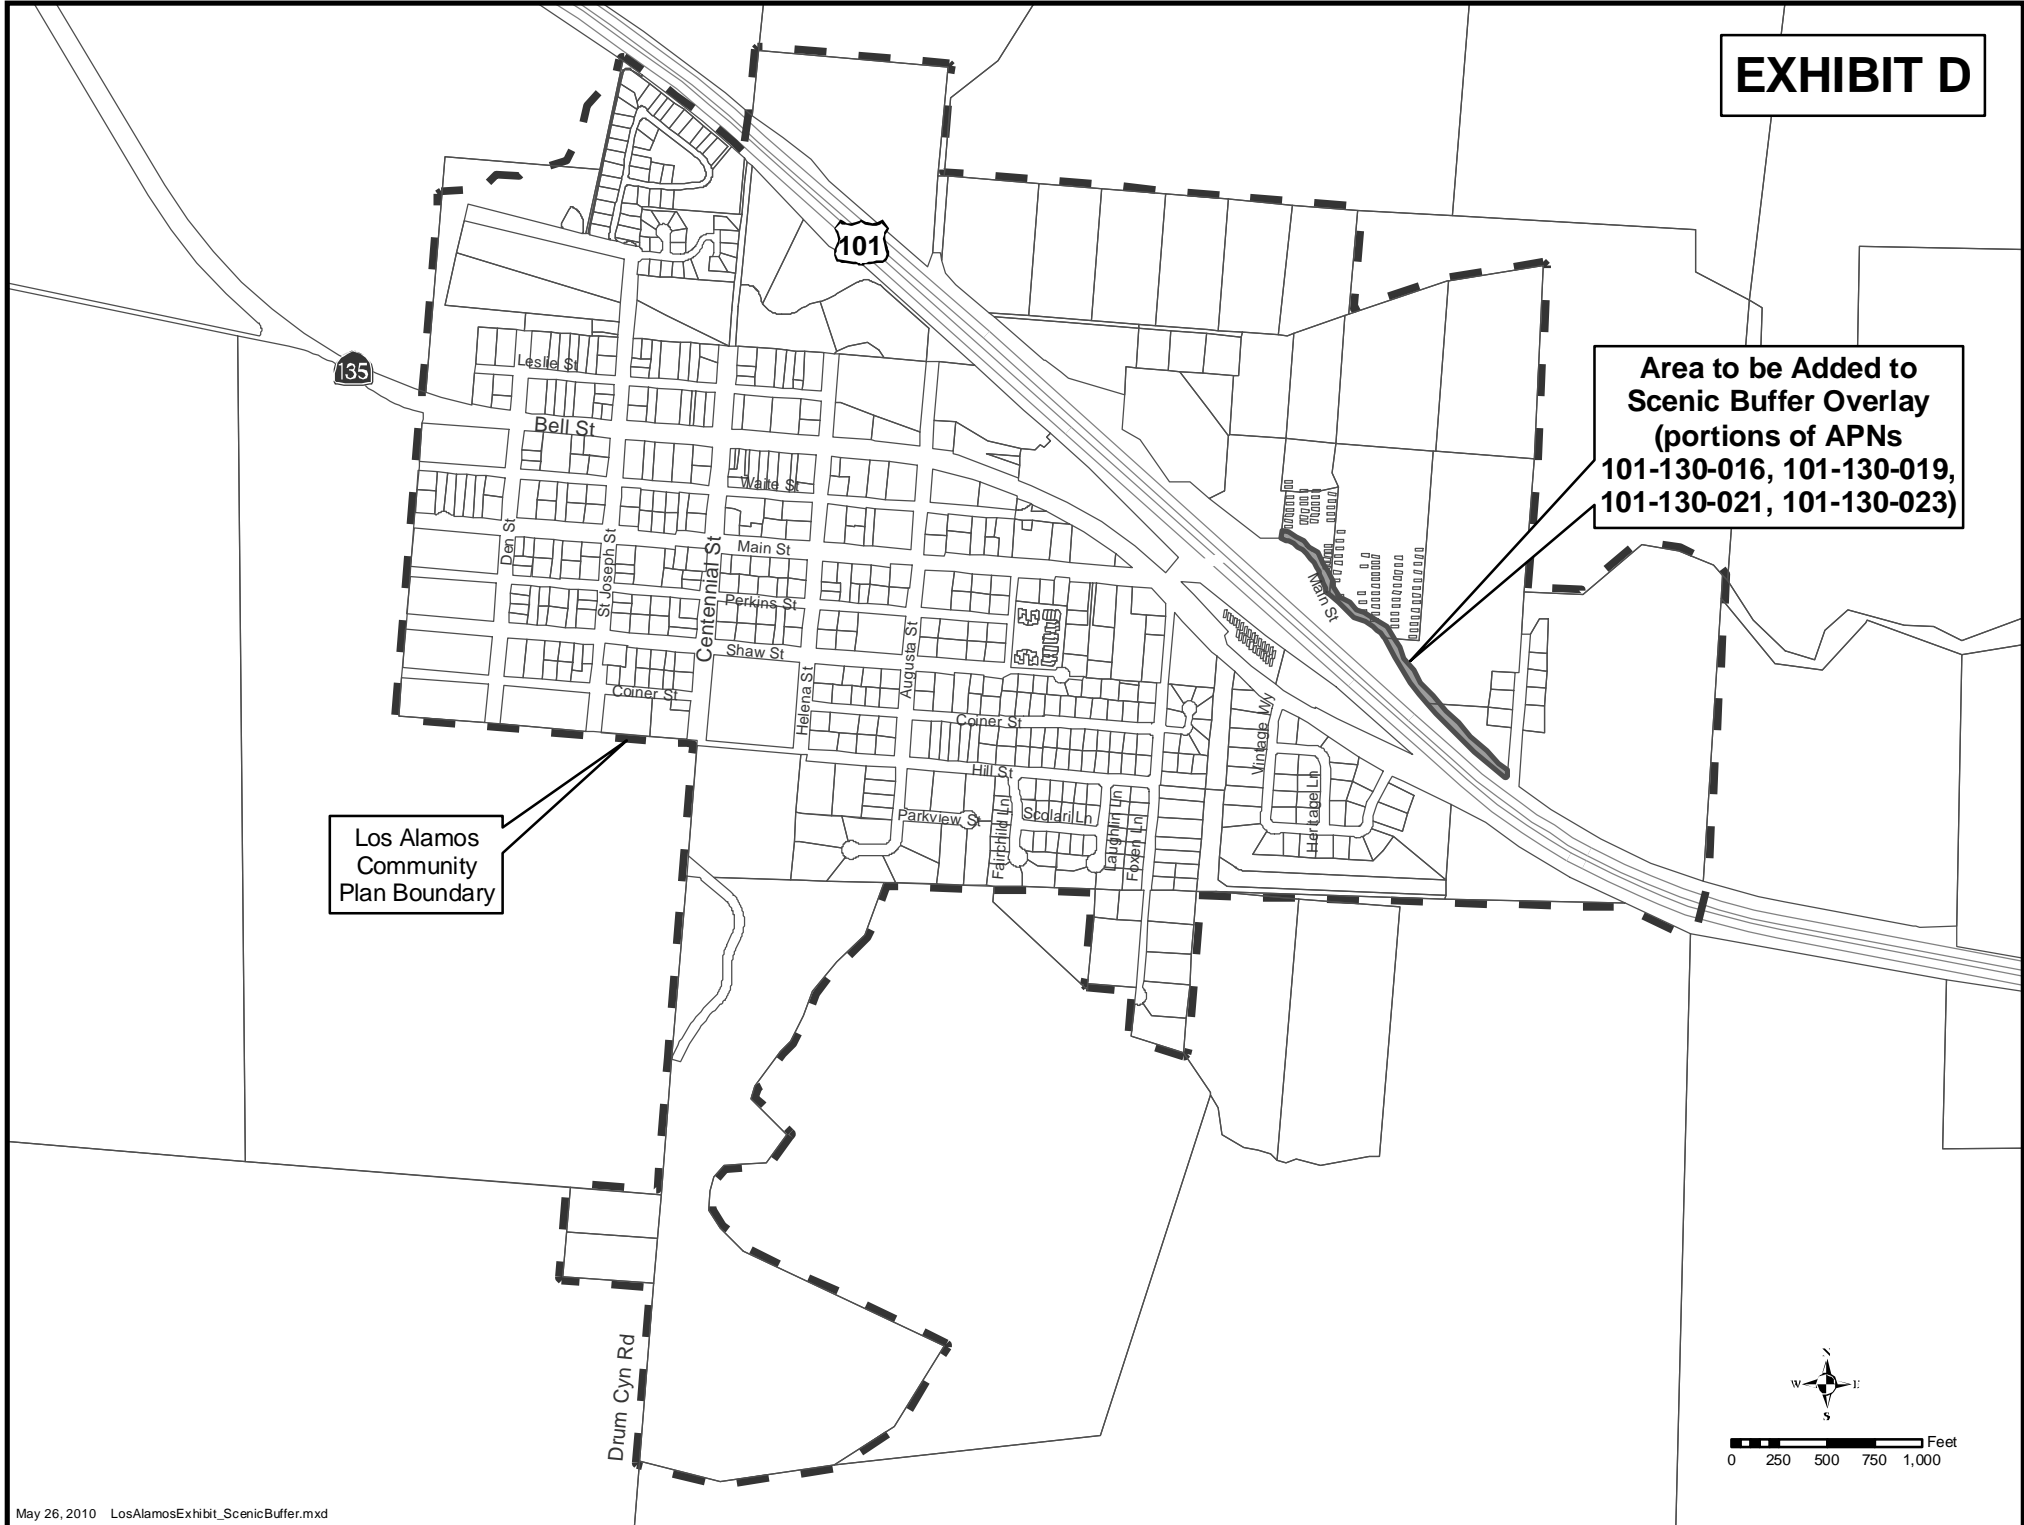 EXHIBIT D
101
135
Leslie St
Bell St
Waite St
Den St
St Joseph St
Centennial St
Main St
Perkins St
Shaw St
Coiner St
Helena St
Augusta St
Coiner St
Hill St
Parkview St
Fairchild Ln
Scolari Ln
Laughlin Ln
Foxen Ln
Vintage Wy
Heritage Ln
Main St
Area to be Added to
Scenic Buffer Overlay
(portions of APNs
101-130-016, 101-130-019,
101-130-021, 101-130-023)
Los Alamos
Community
Plan Boundary
Drum Cyn Rd
N
W E
S
Feet
0 250 500 750 1,000
May 26, 2010 LosAlamosExhibit_ScenicBuffer.mxd